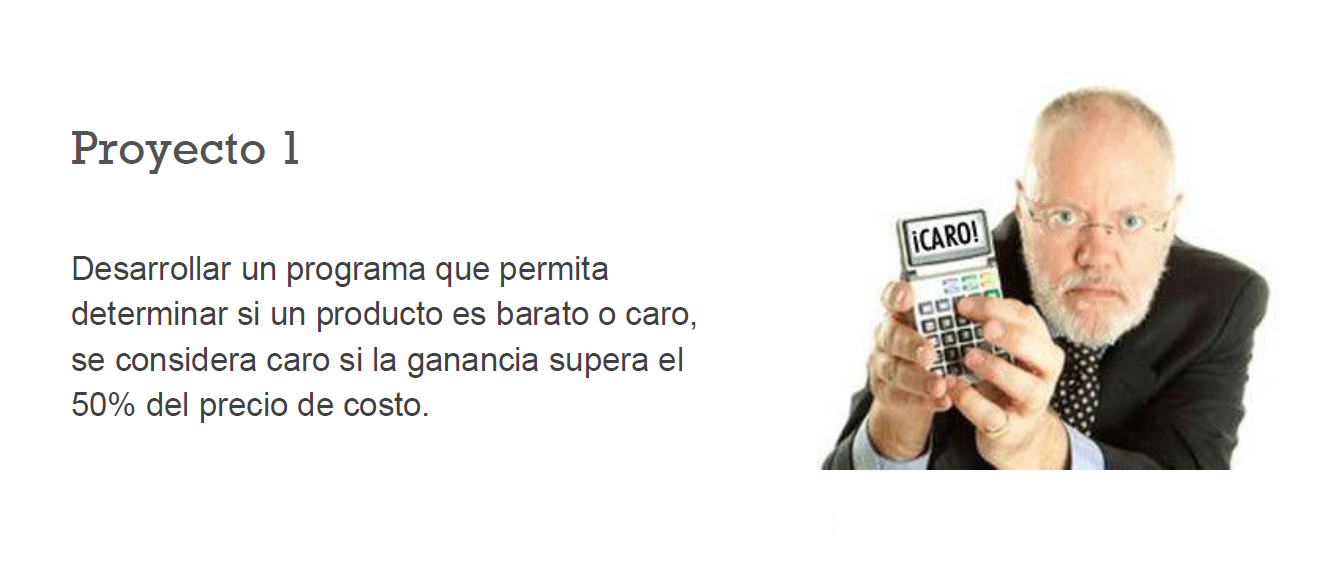 Proyecto 1
¡CARO!
Desarrollar un programa que permita
determinar si un producto es barato o caro,
se considera caro si la ganancia supera el
50% del precio de costo.